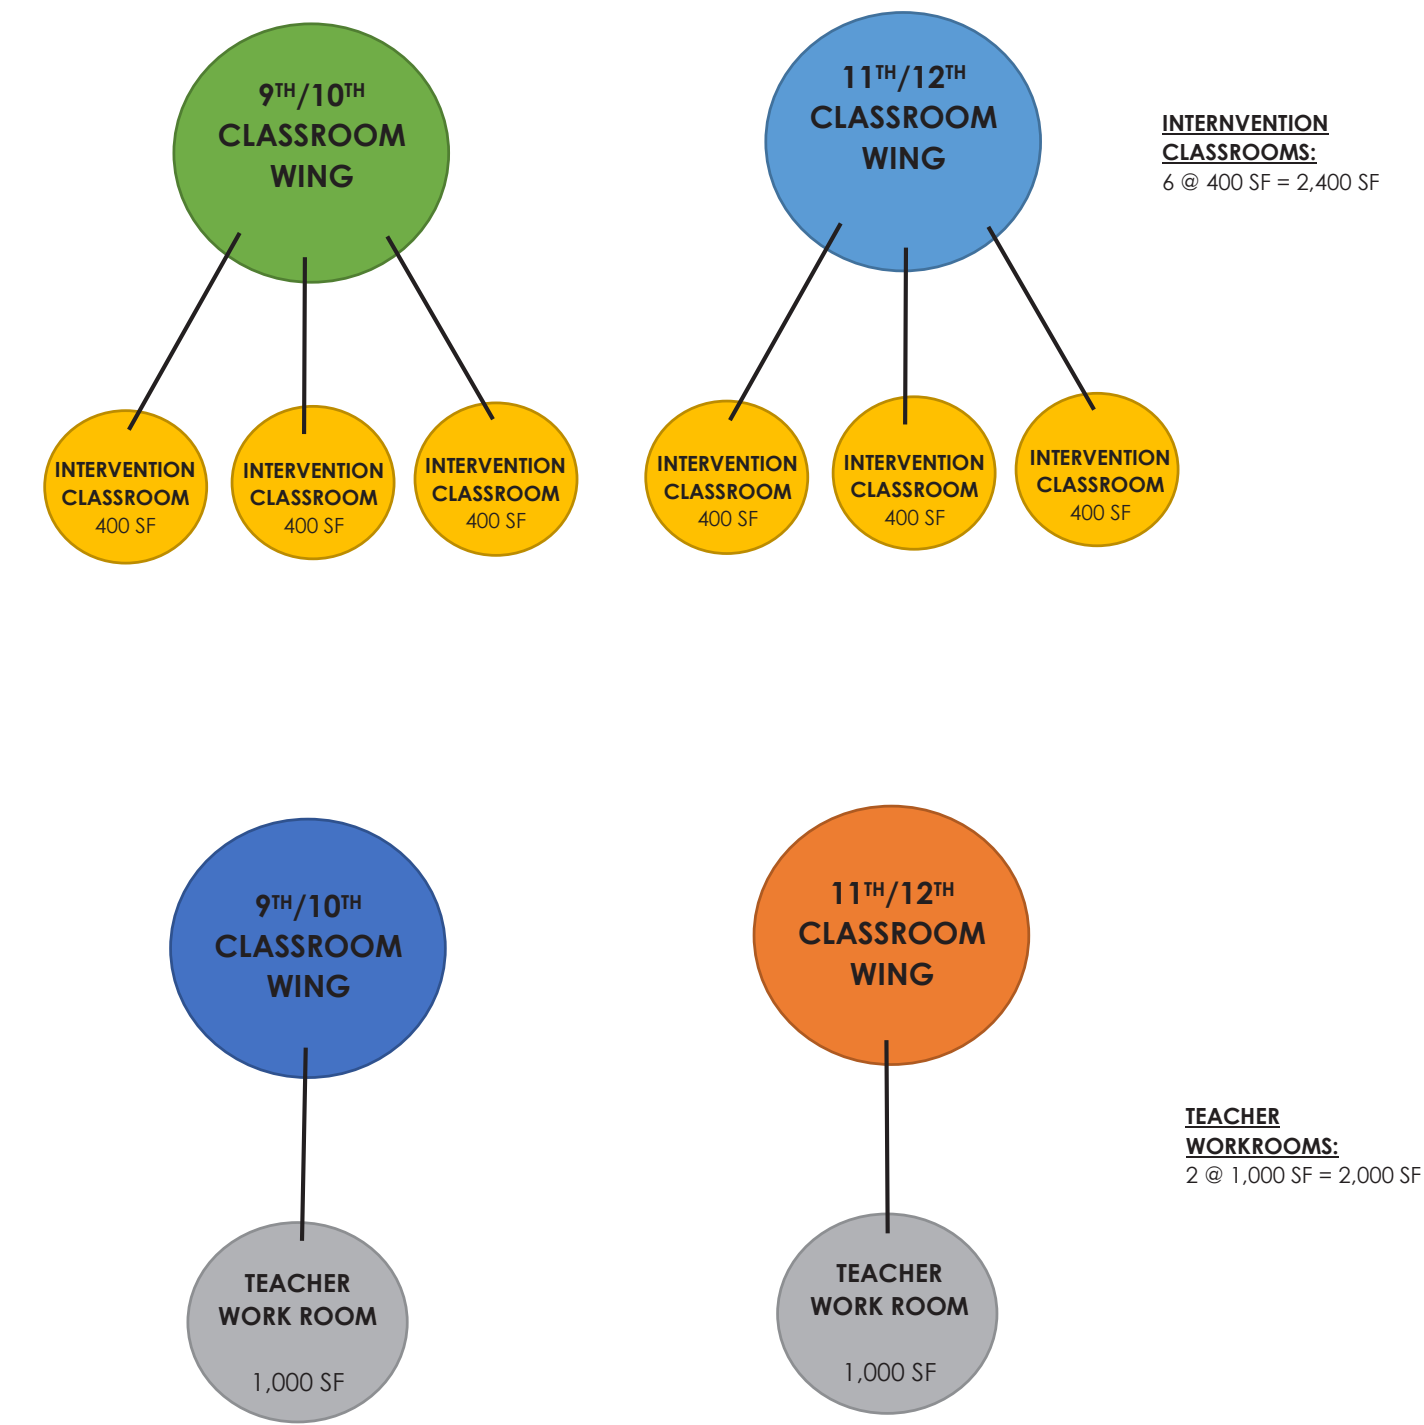 9TH/10TH
CLASSROOM
WING
11TH/12TH
CLASSROOM
WING
INTERNVENTION
CLASSROOMS:
6 @ 400 SF = 2,400 SF
INTERVENTION
CLASSROOM
400 SF
INTERVENTION
CLASSROOM
400 SF
INTERVENTION
CLASSROOM
400 SF
INTERVENTION
CLASSROOM
400 SF
INTERVENTION
CLASSROOM
400 SF
INTERVENTION
CLASSROOM
400 SF
9TH/10TH
CLASSROOM
WING
11TH/12TH
CLASSROOM
WING
TEACHER
WORKROOMS:
2 @ 1,000 SF = 2,000 SF
TEACHER
WORK ROOM
1,000 SF
TEACHER
WORK ROOM
1,000 SF